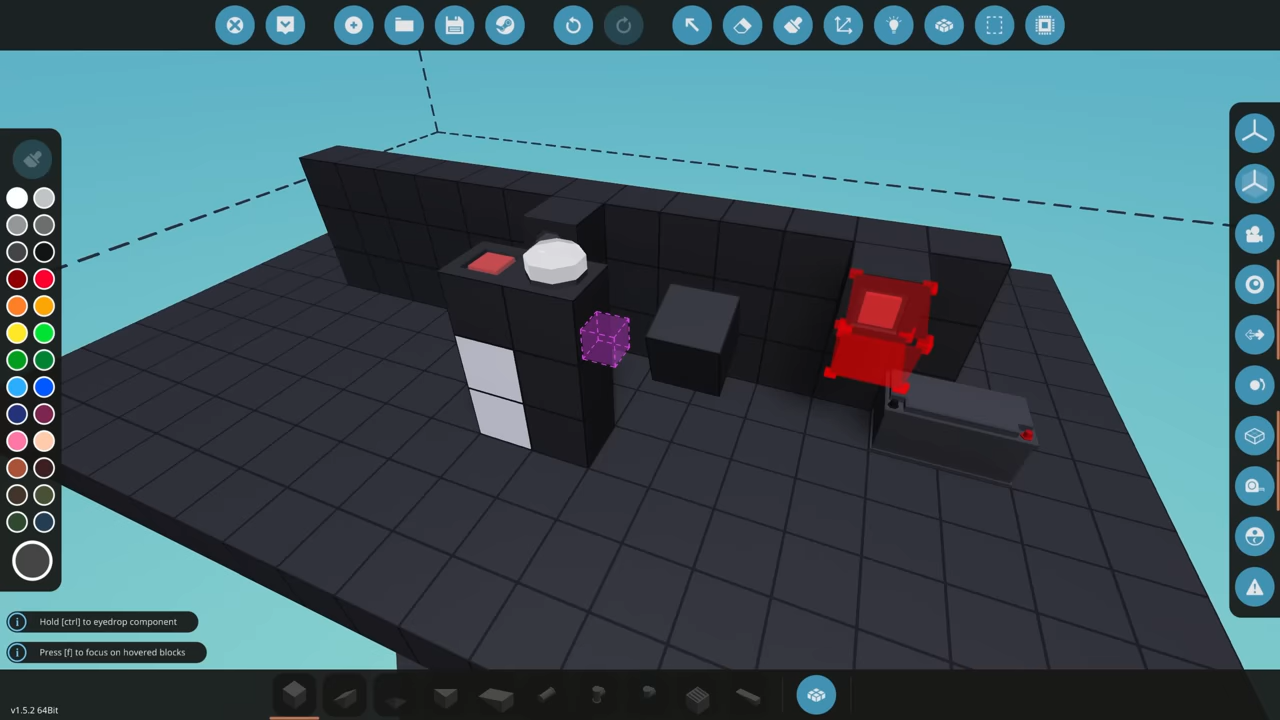 Hold [ctrl] to eyedrop component
Press [f] to focus on hovered blocks
v1.5.2 64Bit